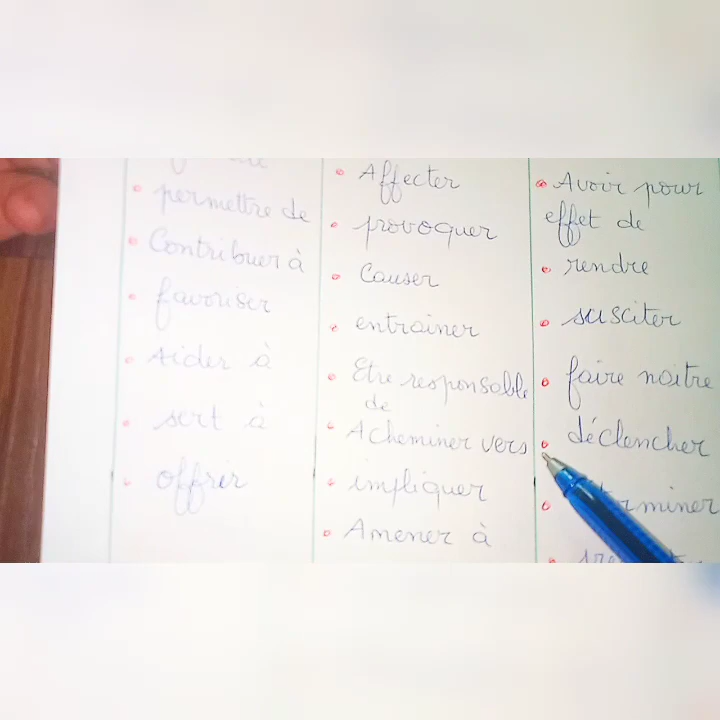 permettre de
Contribuer à
favoriser
Aider à
sert à
offrir
Affecter
provoquer
Causer
entrainer
Etre responsable
de
Acheminer vers
impliquer
Amener à
Avoir pour
effet de
rendre
susciter
faire naitre
déclencher